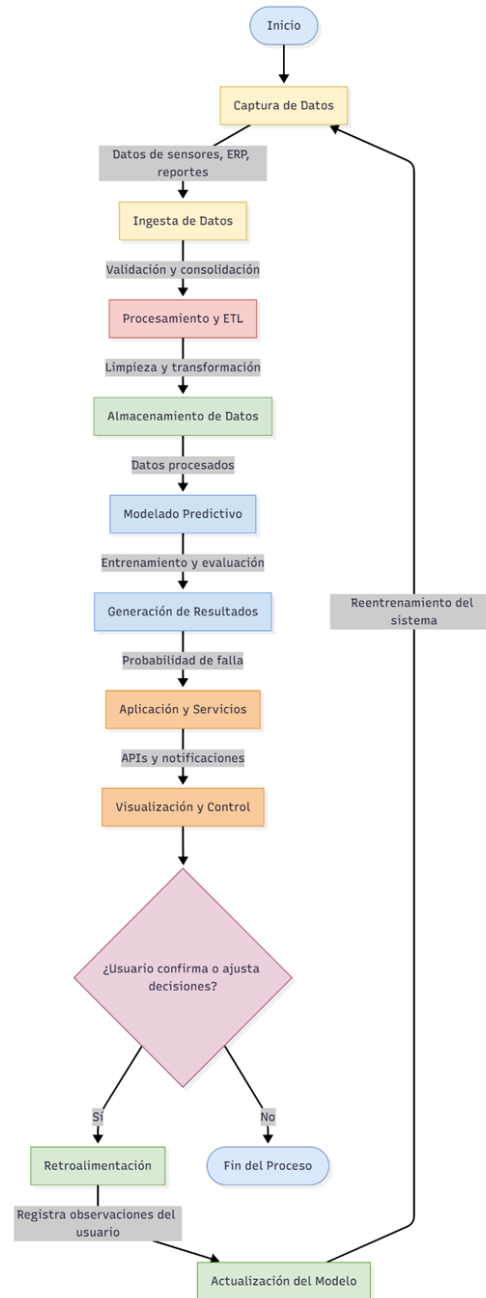 Inicio
Captura de Datos
Datos de sensores, ERP,
reportes
Ingesta de Datos
Validación y consolidación
Procesamiento y ETL
Limpieza y transformación
Almacenamiento de Datos
Datos procesados
Modelado Predictivo
Entrenamiento y evaluación
Generación de Resultados
Reentrenamiento del
sistema
Probabilidad de falla
Aplicación y Servicios
APIs y notificaciones
Visualización y Control
¿Usuario confirma o ajusta
decisiones?
Sí
No
Retroalimentación
Fin del Proceso
Registra observaciones del
usuario
Actualización del Modelo